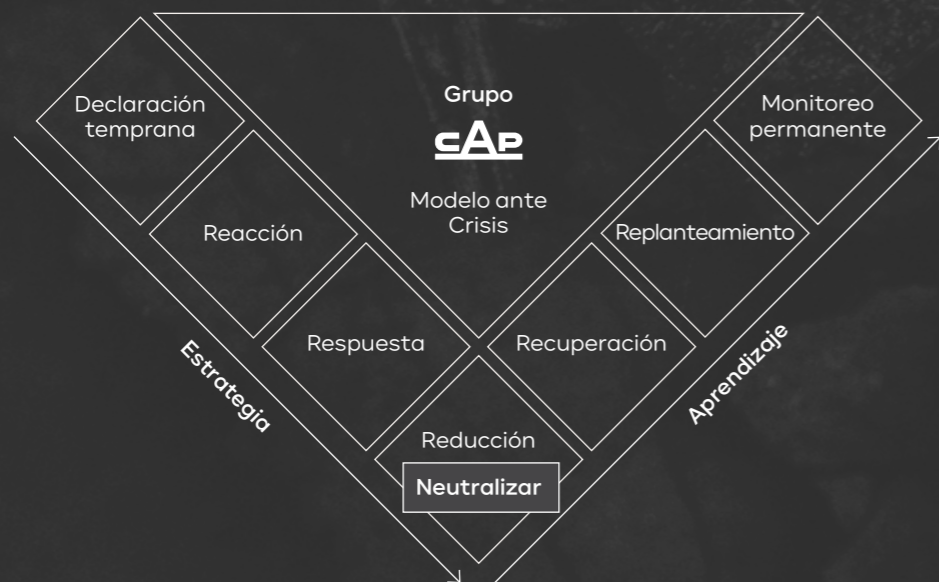 Declaración
temprana
Reacción
Respuesta
Reducción
Neutralizar
Recuperación
Replanteamiento
Monitoreo
permanente
Grupo
CAP
Modelo ante
Crisis
Estrategia
Aprendizaje